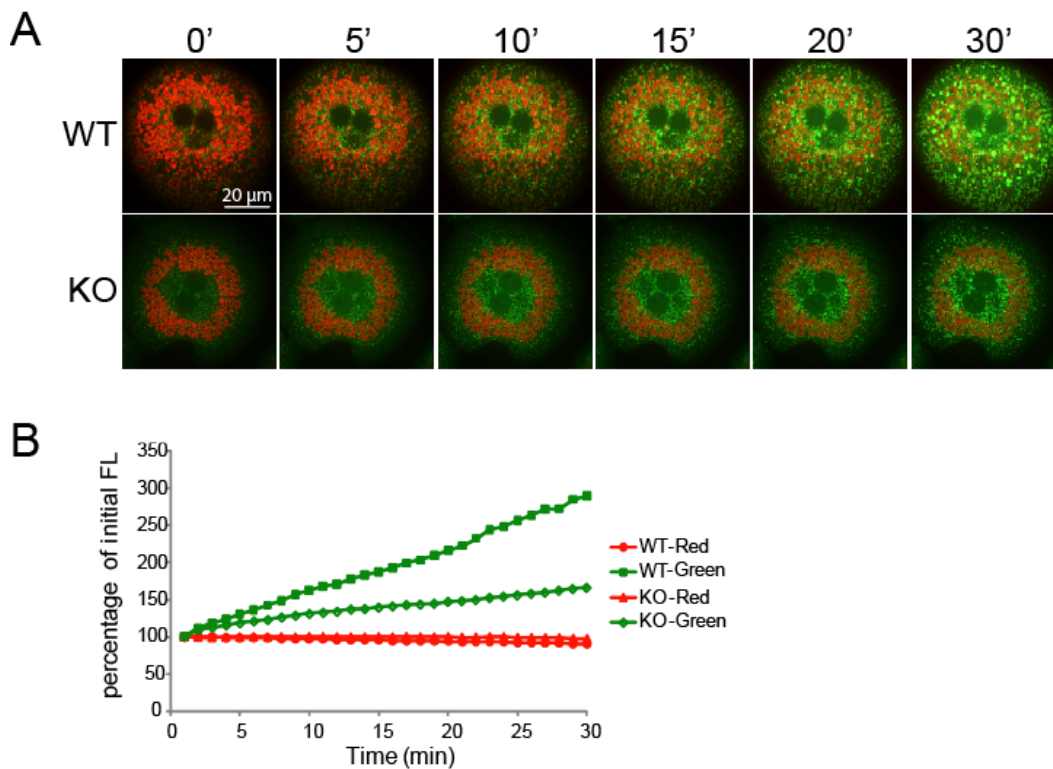 A
0’ 5’ 10’ 15’ 20’ 30’
WT
20 µm
KO
B
percentage of initial FL
350
300
250
200
150
100
50
0
0 5 10 15 20 25 30
Time (min)
WT-Red
WT-Green
KO-Red
KO-Green